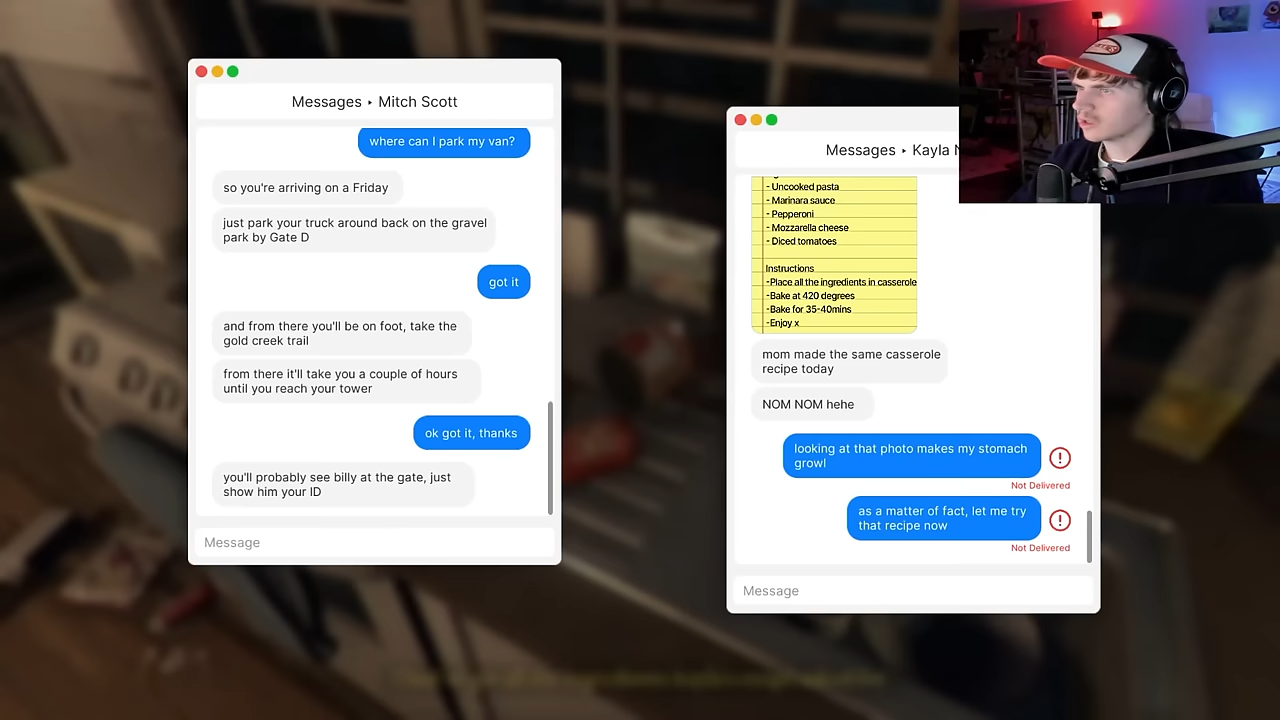 Messages ▸ Mitch Scott
where can I park my van?
so you're arriving on a Friday
just park your truck around back on the gravel
park by Gate D
got it
and from there you'll be on foot, take the
gold creek trail
from there it'll take you a couple of hours
until you reach your tower
ok got it, thanks
you'll probably see billy at the gate, just
show him your ID
Message
Messages ▸ Kayla
- Uncooked pasta
- Marinara sauce
- Pepperoni
- Mozzarella cheese
- Diced tomatoes
Instructions
-Place all the ingredients in casserole
-Bake at 420 degrees
-Bake for 35-40mins
-Enjoy x
mom made the same casserole
recipe today
NOM NOM hehe
looking at that photo makes my stomach
growl
Not Delivered
as a matter of fact, let me try
that recipe now
Not Delivered
Message